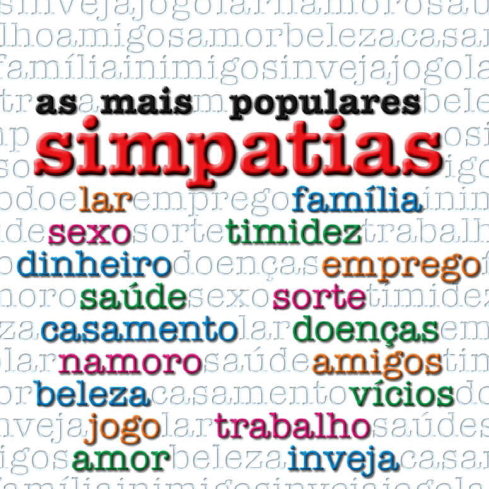 as mais populares
simpatias
lar família
sexo timidez
dinheiro emprego
saúde sorte
casamento doenças
namoro amigos
beleza vícios
jogo trabalho
amor inveja